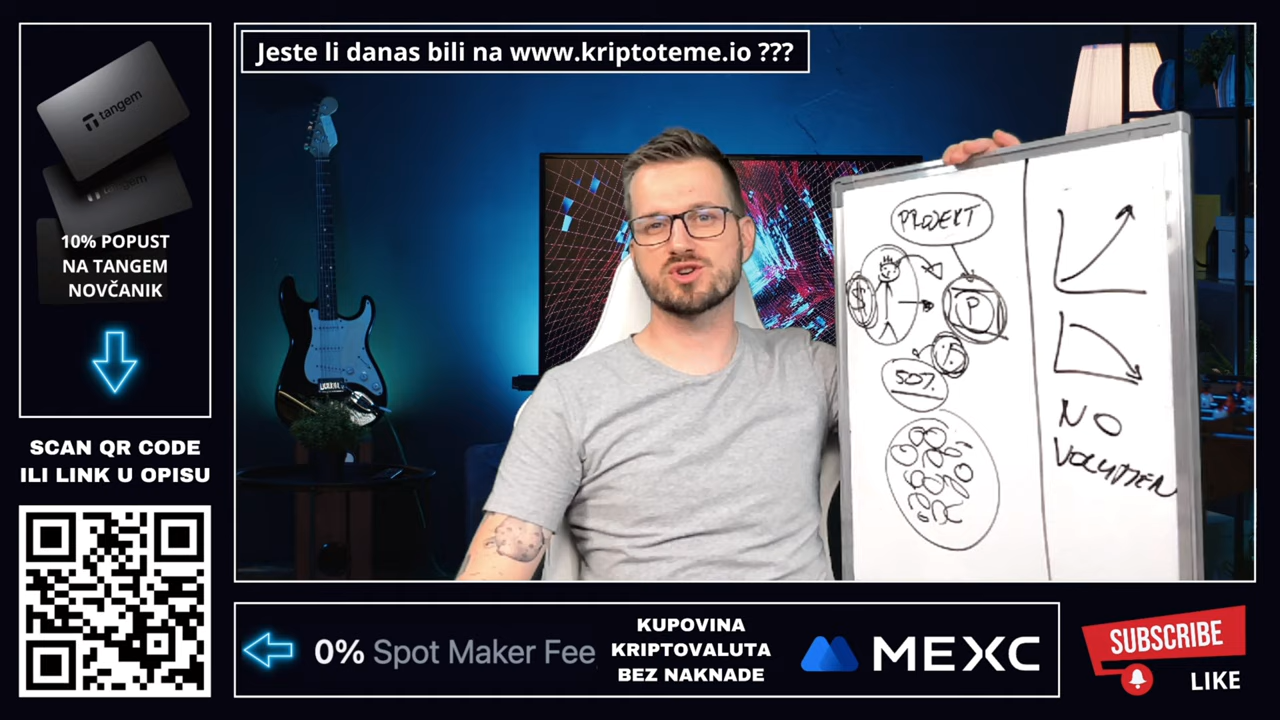 Jeste li danas bili na www.kriptoteme.io ???
tangem
tangem
10% POPUST
NA TANGEM
NOVČANIK
SCAN QR CODE
ILI LINK U OPISU
PROJEKT
$
P
50%
NO
VOLUMEN
0% Spot Maker Fee
KUPOVINA
KRIPTOVALUTA
BEZ NAKNADE
MEXC
SUBSCRIBE
LIKE